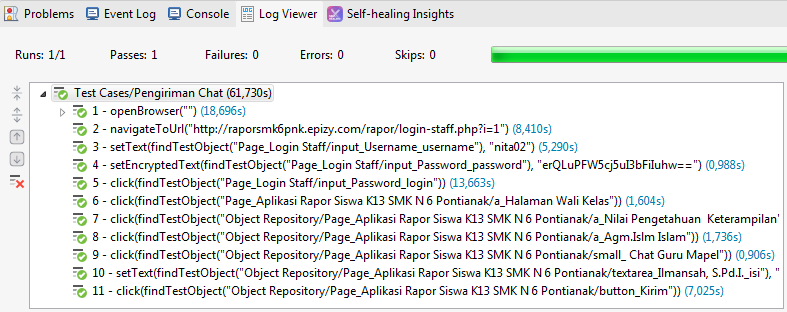 Problems Event Log Console Log Viewer Self-healing Insights
Runs: 1/1 Passes: 1 Failures: 0 Errors: 0 Skips: 0
Test Cases/Pengiriman Chat (61,730s)
1 - openBrowser("") (18,696s)
2 - navigateToUrl("http://raporsmk6pnk.epizy.com/rapor/login-staff.php?i=1") (8,410s)
3 - setText(findTestObject("Page_Login Staff/input_Username_username"), "nita02") (5,290s)
4 - setEncryptedText(findTestObject("Page_Login Staff/input_Password_password"), "erQLuPFW5cj5uI3bFiIuhw==") (0,988s)
5 - click(findTestObject("Page_Login Staff/input_Password_login")) (13,663s)
6 - click(findTestObject("Page_Aplikasi Rapor Siswa K13 SMK N 6 Pontianak/a_Halaman Wali Kelas")) (1,604s)
7 - click(findTestObject("Object Repository/Page_Aplikasi Rapor Siswa K13 SMK N 6 Pontianak/a_Nilai Pengetahuan  Keterampilan"
8 - click(findTestObject("Object Repository/Page_Aplikasi Rapor Siswa K13 SMK N 6 Pontianak/a_Agm.Islm Islam")) (1,736s)
9 - click(findTestObject("Object Repository/Page_Aplikasi Rapor Siswa K13 SMK N 6 Pontianak/small_ Chat Guru Mapel")) (0,906s)
10 - setText(findTestObject("Object Repository/Page_Aplikasi Rapor Siswa K13 SMK N 6 Pontianak/textarea_Ilmansah, S.Pd.I._isi"), "
11 - click(findTestObject("Object Repository/Page_Aplikasi Rapor Siswa K13 SMK N 6 Pontianak/button_Kirim")) (7,025s)